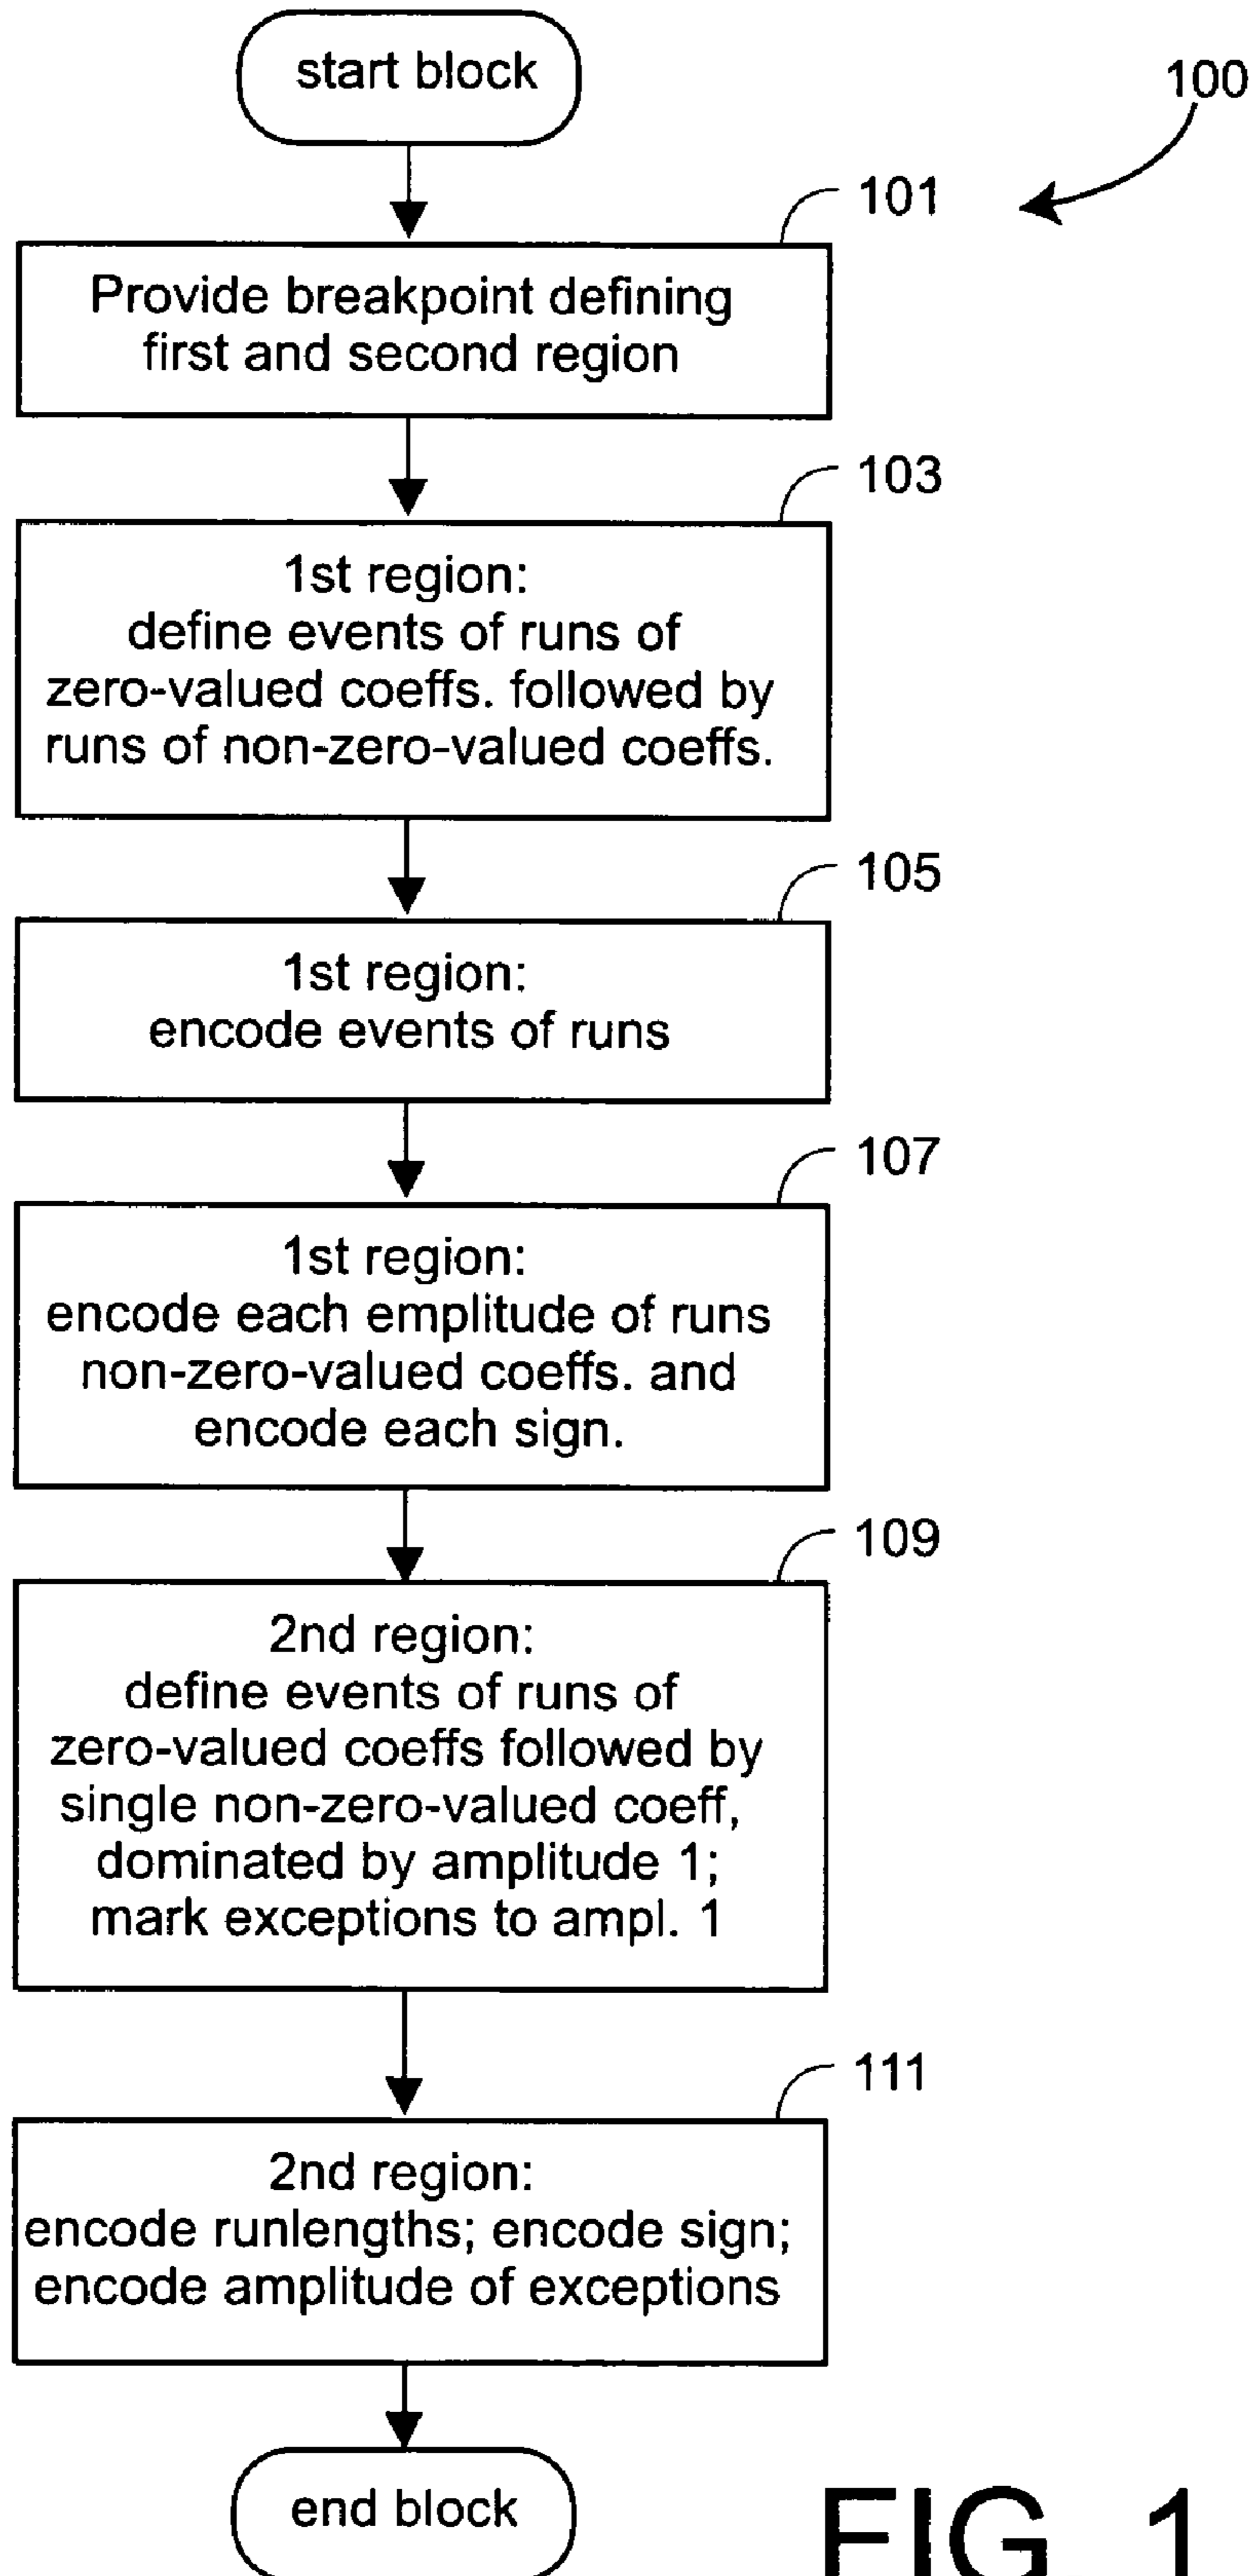 start block
100
101
Provide breakpoint defining
first and second region
103
1st region:
define events of runs of
zero-valued coeffs. followed by
runs of non-zero-valued coeffs.
105
1st region:
encode events of runs
107
1st region:
encode each emplitude of runs
non-zero-valued coeffs. and
encode each sign.
109
2nd region:
define events of runs of
zero-valued coeffs followed by
single non-zero-valued coeff,
dominated by amplitude 1;
mark exceptions to ampl. 1
111
2nd region:
encode runlengths; encode sign;
encode amplitude of exceptions
end block
FIG. 1